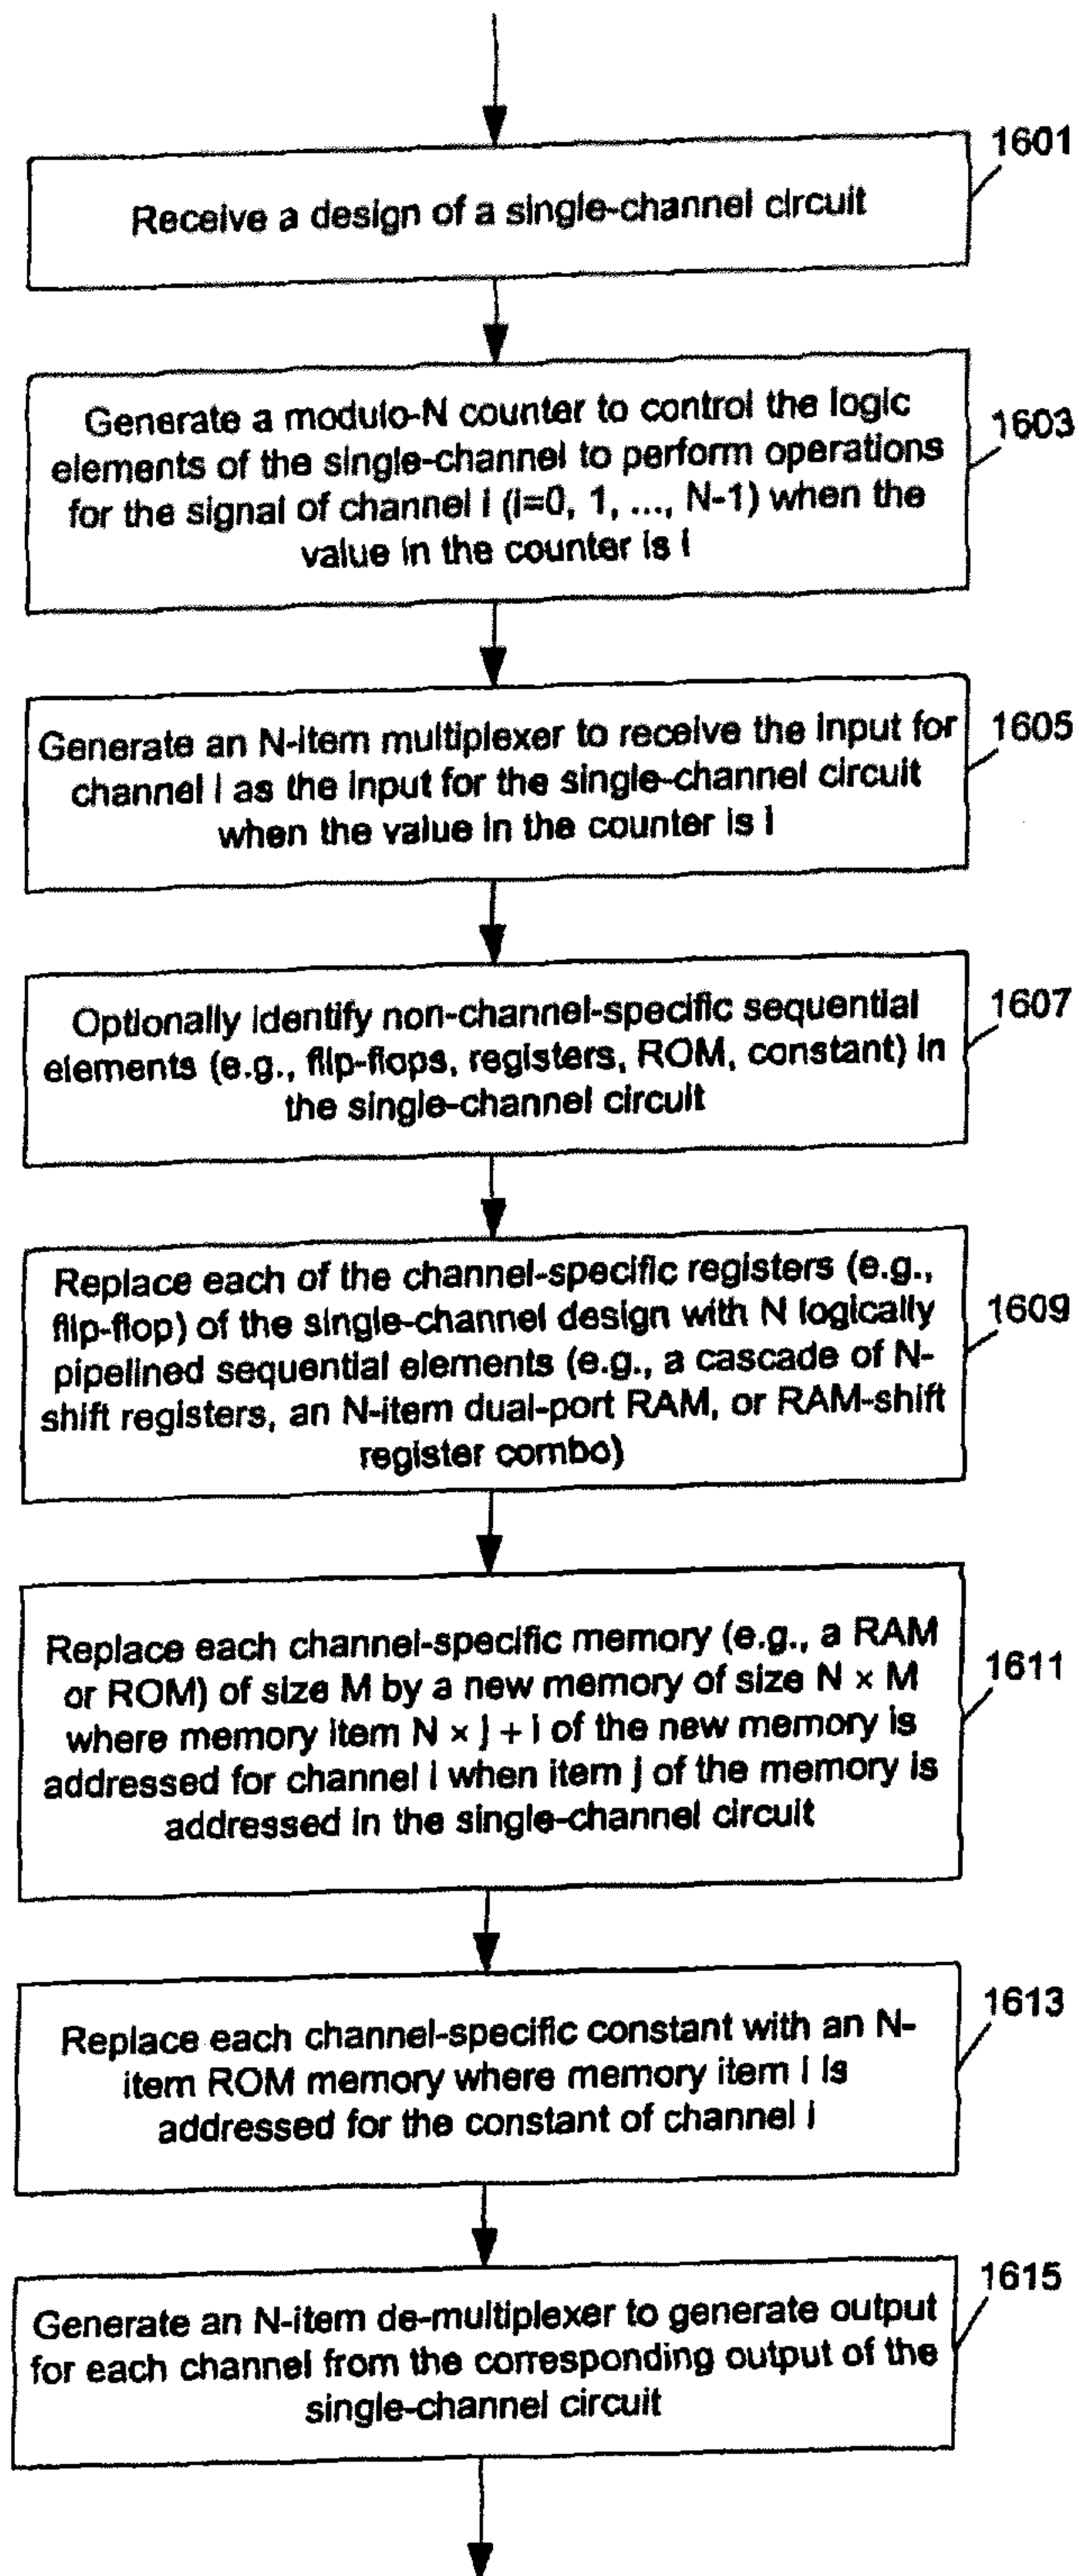 1601
Receive a design of a single-channel circuit
1603
Generate a modulo-N counter to control the logic
elements of the single-channel to perform operations
for the signal of channel i (i=0, 1, ..., N-1) when the
value in the counter is i
1605
Generate an N-item multiplexer to receive the input for
channel i as the input for the single-channel circuit
when the value in the counter is i
1607
Optionally identify non-channel-specific sequential
elements (e.g., flip-flops, registers, ROM, constant) in
the single-channel circuit
1609
Replace each of the channel-specific registers (e.g.,
flip-flop) of the single-channel design with N logically
pipelined sequential elements (e.g., a cascade of N-
shift registers, an N-item dual-port RAM, or RAM-shift
register combo)
1611
Replace each channel-specific memory (e.g., a RAM
or ROM) of size M by a new memory of size N × M
where memory item N × j + i of the new memory is
addressed for channel i when item j of the memory is
addressed in the single-channel circuit
1613
Replace each channel-specific constant with an N-
item ROM memory where memory item i is
addressed for the constant of channel i
1615
Generate an N-item de-multiplexer to generate output
for each channel from the corresponding output of the
single-channel circuit